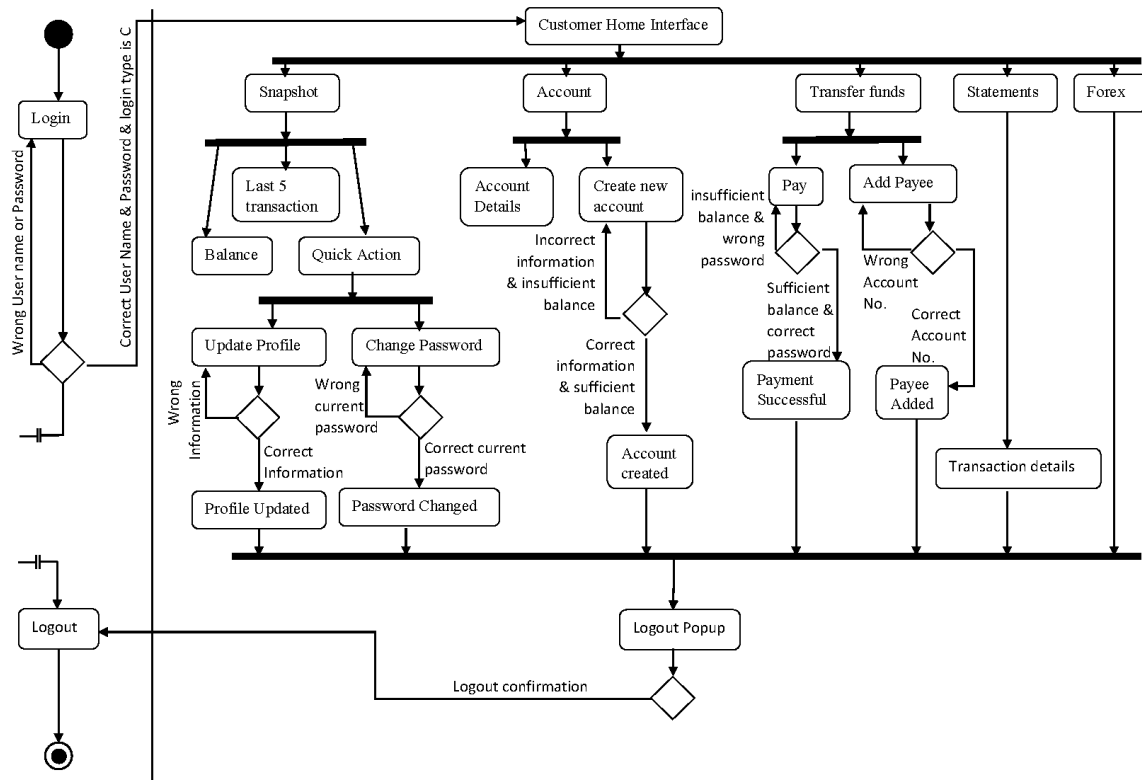 Customer Home Interface
Correct User Name & Password & login type is C
Snapshot
Account
Transfer funds
Statements
Forex
Login
Wrong User name or Password
Last 5
transaction
Account
Details
Create new
account
Pay
Add Payee
Balance
Quick Action
Incorrect
information
& insufficient
balance
insufficient
balance &
wrong
password
Wrong
Account
No.
Sufficient
balance &
correct
password
Correct
Account
No.
Update Profile
Change Password
Wrong
Information
Wrong
current
password
Correct
information
& sufficient
balance
Payment
Successful
Payee
Added
Correct
Information
Correct current
password
Account
created
Transaction details
Profile Updated
Password Changed
Logout
Logout Popup
Logout confirmation